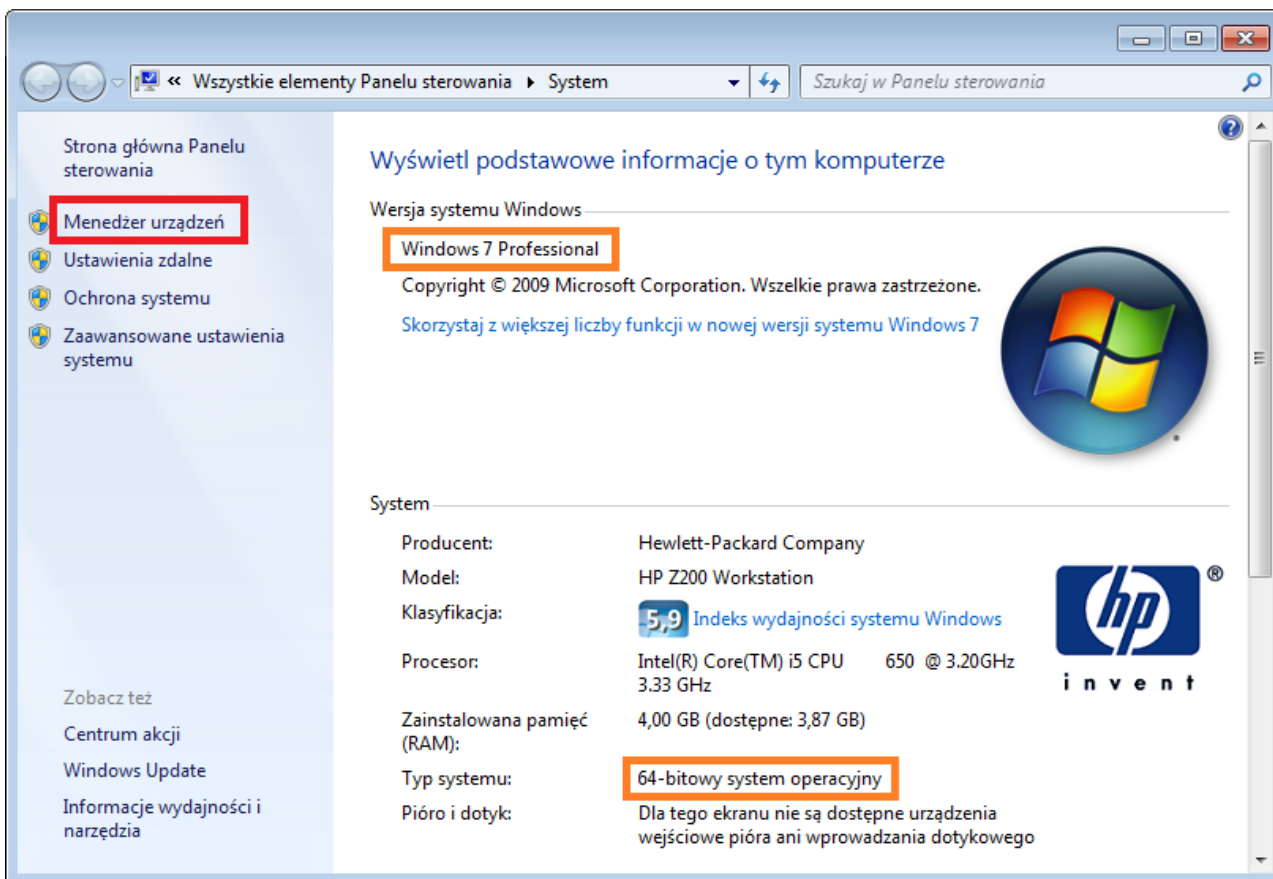 « Wszystkie elementy Panelu sterowania ▸ System
Szukaj w Panelu sterowania
Strona główna Panelu
sterowania
Menedżer urządzeń
Ustawienia zdalne
Ochrona systemu
Zaawansowane ustawienia
systemu
Zobacz też
Centrum akcji
Windows Update
Informacje wydajności i
narzędzia
Wyświetl podstawowe informacje o tym komputerze
Wersja systemu Windows
Windows 7 Professional
Copyright © 2009 Microsoft Corporation. Wszelkie prawa zastrzeżone.
Skorzystaj z większej liczby funkcji w nowej wersji systemu Windows 7
System
Producent: Hewlett-Packard Company
Model: HP Z200 Workstation
Klasyfikacja: 5,9 Indeks wydajności systemu Windows
Procesor: Intel(R) Core(TM) i5 CPU 650 @ 3.20GHz
3.33 GHz
Zainstalowana pamięć 4,00 GB (dostępne: 3,87 GB)
(RAM):
Typ systemu: 64-bitowy system operacyjny
Pióro i dotyk: Dla tego ekranu nie są dostępne urządzenia
wejściowe pióra ani wprowadzania dotykowego
hp ®
invent